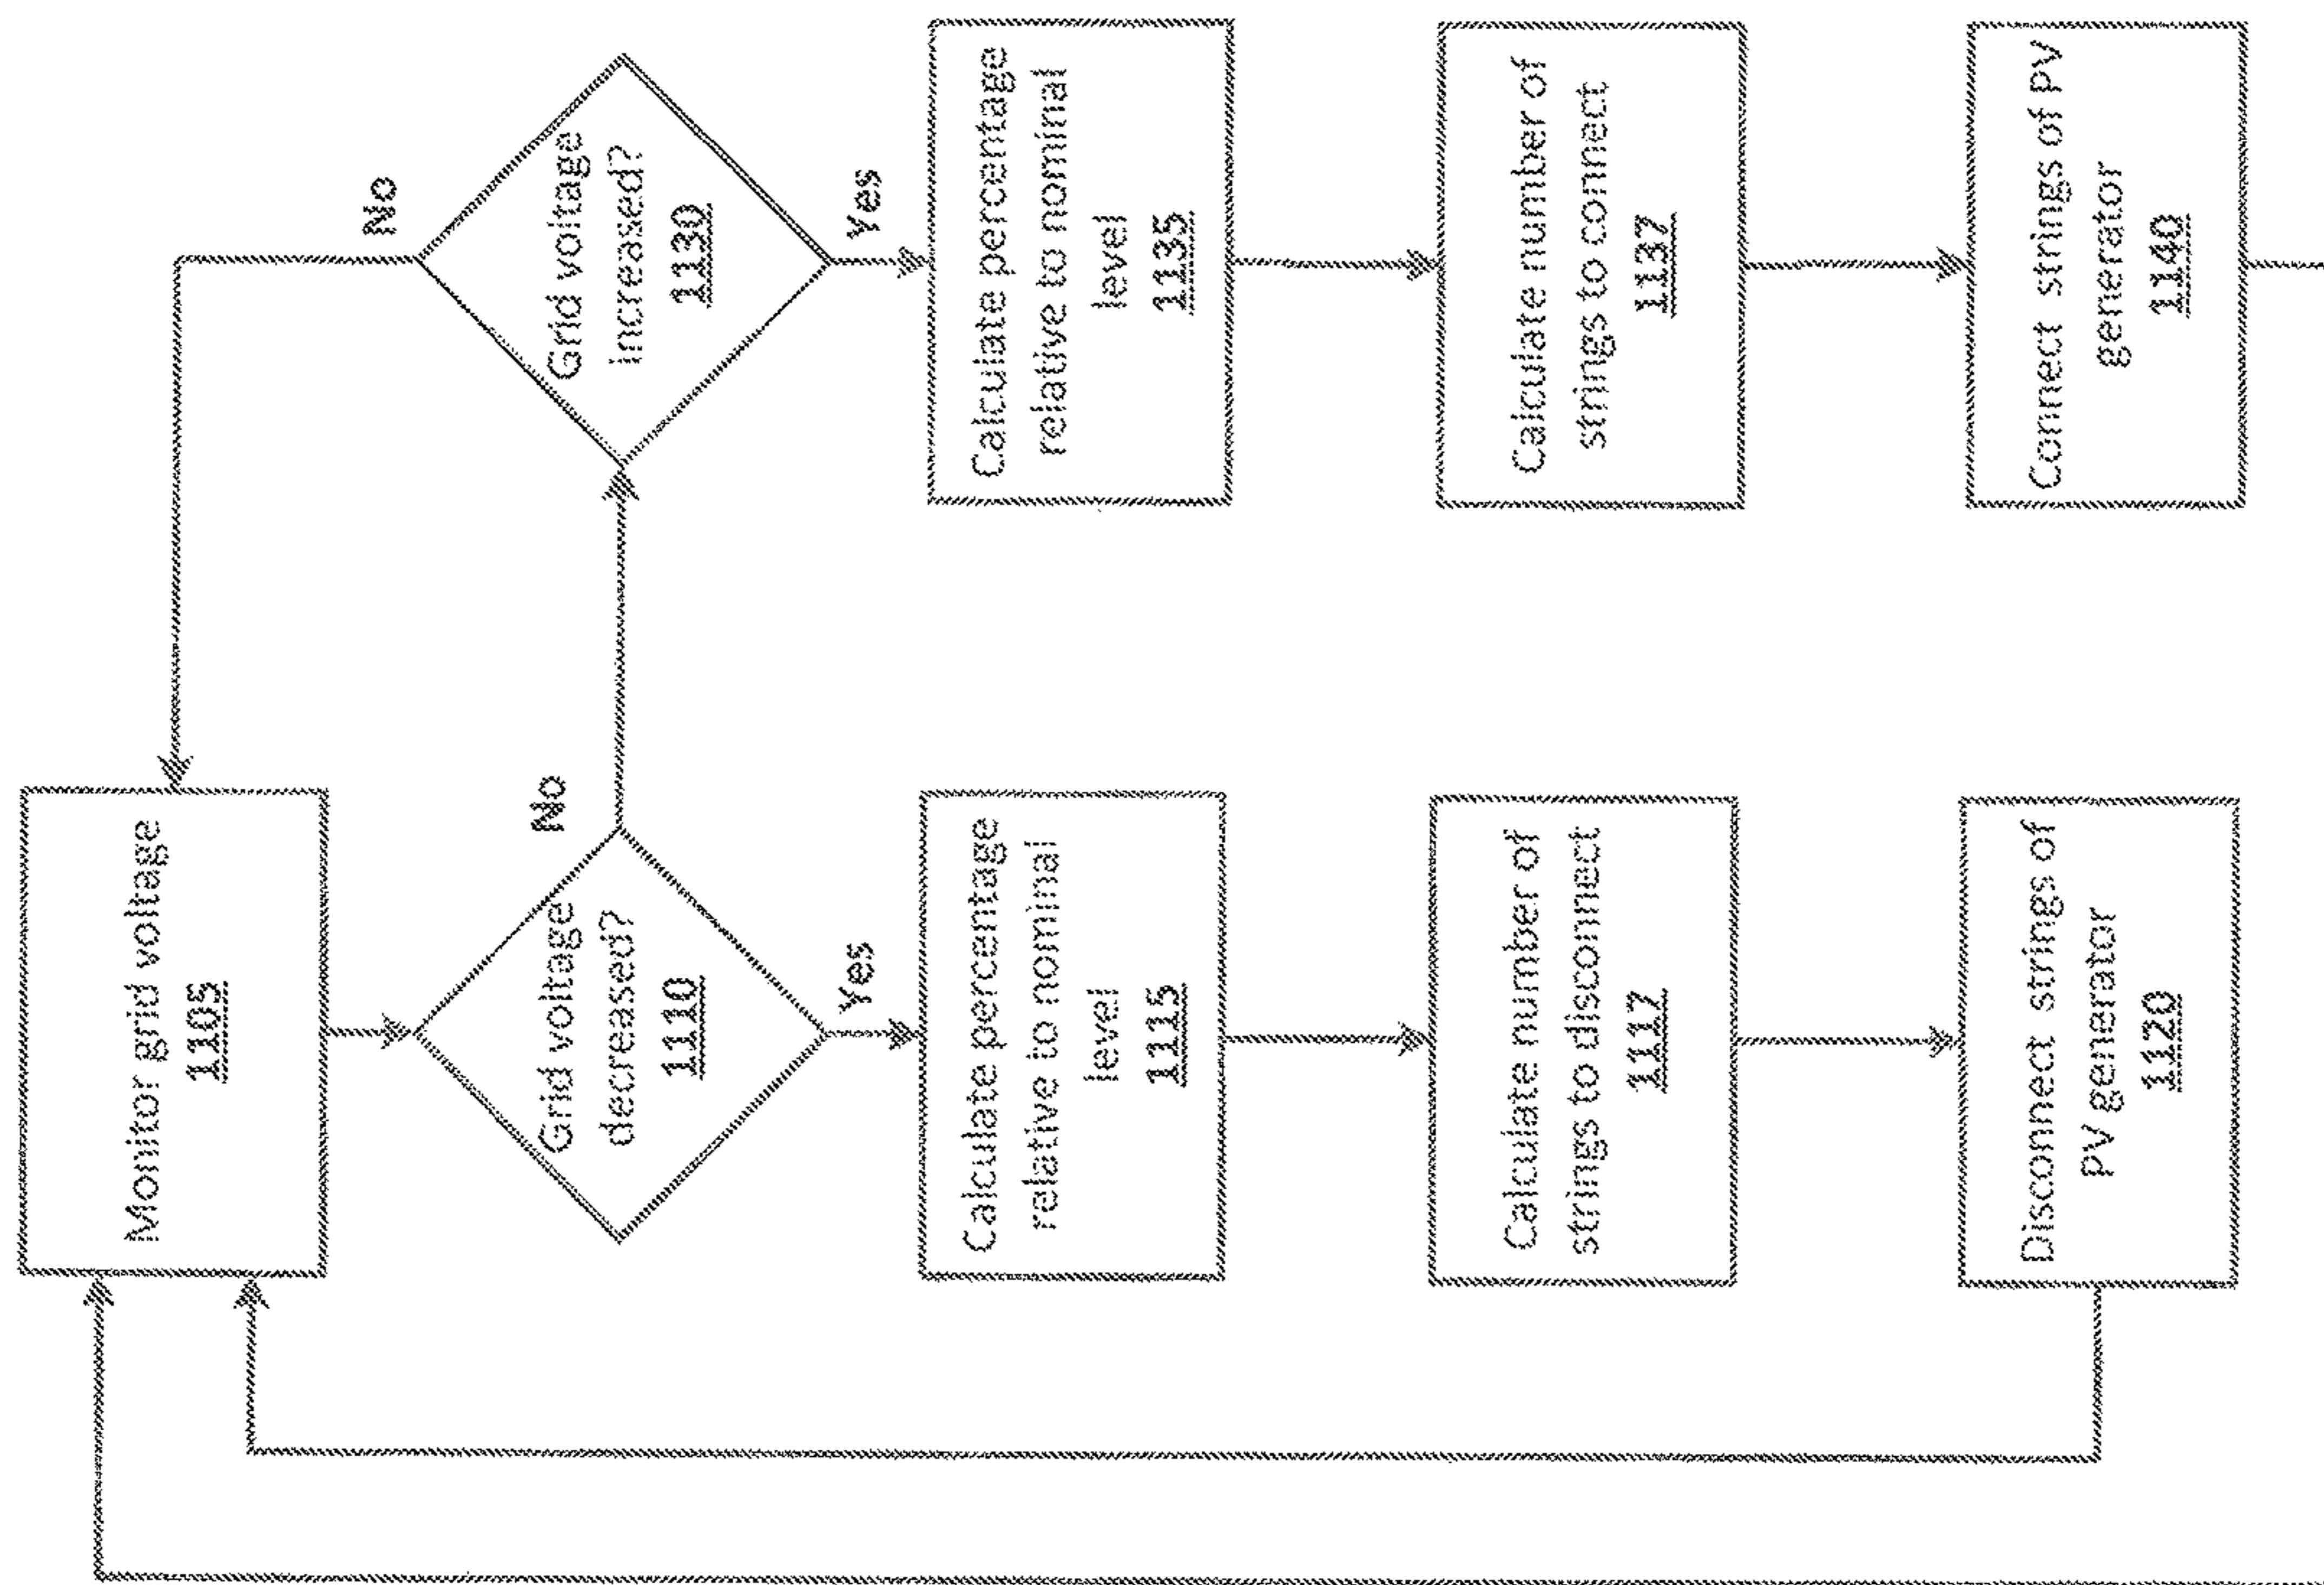 Monitor grid voltage
1105
Grid voltage
decreased?
1110
No
Yes
Calculate percentage
relative to nominal
level
1115
Calculate number of
strings to disconnect
1117
Disconnect strings of
PV generator
1120
Grid voltage
increased?
1130
No
Yes
Calculate percentage
relative to nominal
level
1135
Calculate number of
strings to connect
1137
Connect strings of PV
generator
1140